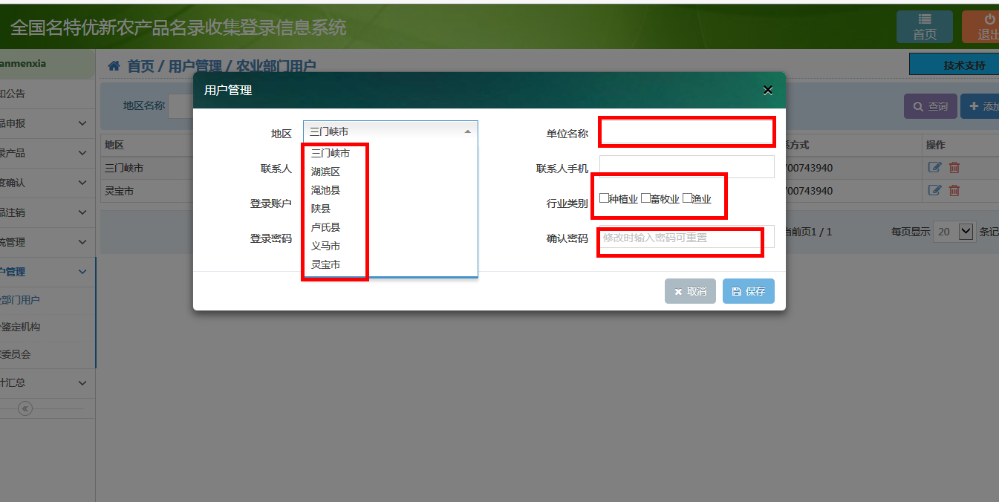 全国名特优新农产品名录收集登录信息系统
首页
退出
anmenxia
首页 / 用户管理 / 农业部门用户
技术支持
公告
地区名称
查询
添加
品申报
地区
系方式
操作
录产品
三门峡市
00743940
度确认
灵宝市
00743940
品注销
统管理
当前页1 / 1
每页显示
20
条记
户管理
业部门用户
鉴定机构
委员会
计汇总
用户管理
地区
三门峡市
三门峡市
湖滨区
渑池县
陕县
卢氏县
义马市
灵宝市
单位名称
联系人
联系人手机
登录账户
行业类别
种植业
畜牧业
渔业
登录密码
确认密码
修改时输入密码可重置
取消
保存